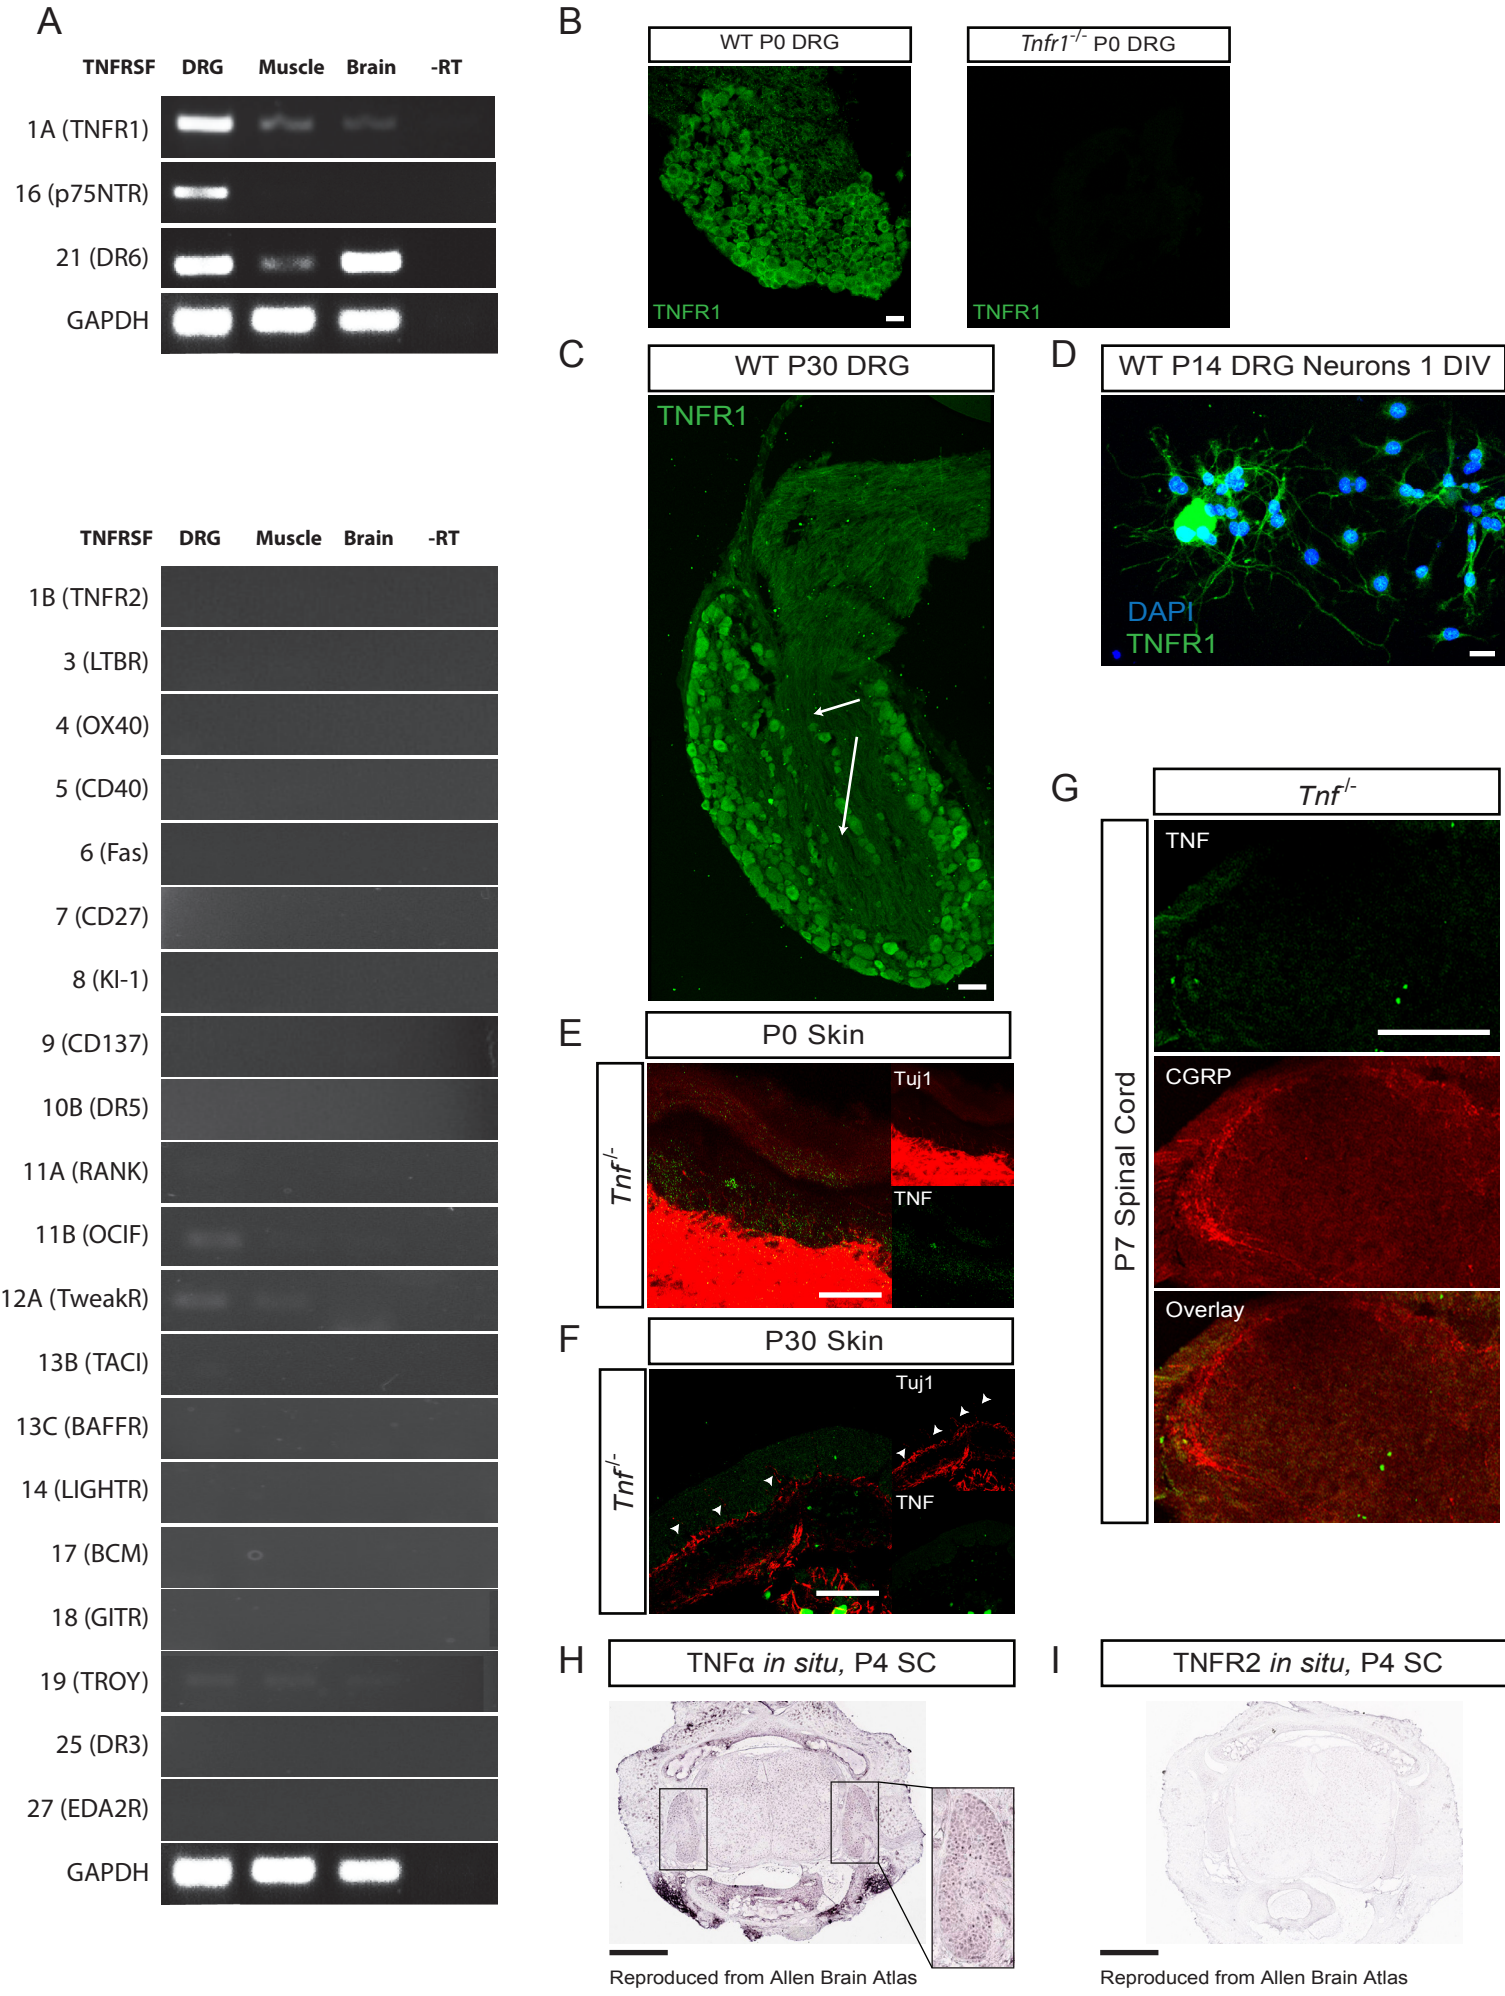 A
TNFRSF DRG Muscle Brain -RT
1A (TNFR1)
16 (p75NTR)
21 (DR6)
GAPDH
TNFRSF DRG Muscle Brain -RT
1B (TNFR2)
3 (LTBR)
4 (OX40)
5 (CD40)
6 (Fas)
7 (CD27)
8 (KI-1)
9 (CD137)
10B (DR5)
11A (RANK)
11B (OCIF)
12A (TweakR)
13B (TACI)
13C (BAFFR)
14 (LIGHTR)
17 (BCM)
18 (GITR)
19 (TROY)
25 (DR3)
27 (EDA2R)
GAPDH
B
WT P0 DRG
TNFR1
Tnfr1-/- P0 DRG
TNFR1
C
WT P30 DRG
TNFR1
D
WT P14 DRG Neurons 1 DIV
DAPI
TNFR1
E
P0 Skin
Tnf-/-
Tuj1
TNF
F
P30 Skin
Tnf-/-
Tuj1
TNF
G
Tnf-/-
P7 Spinal Cord
TNF
CGRP
Overlay
H
TNFα in situ, P4 SC
Reproduced from Allen Brain Atlas
I
TNFR2 in situ, P4 SC
Reproduced from Allen Brain Atlas